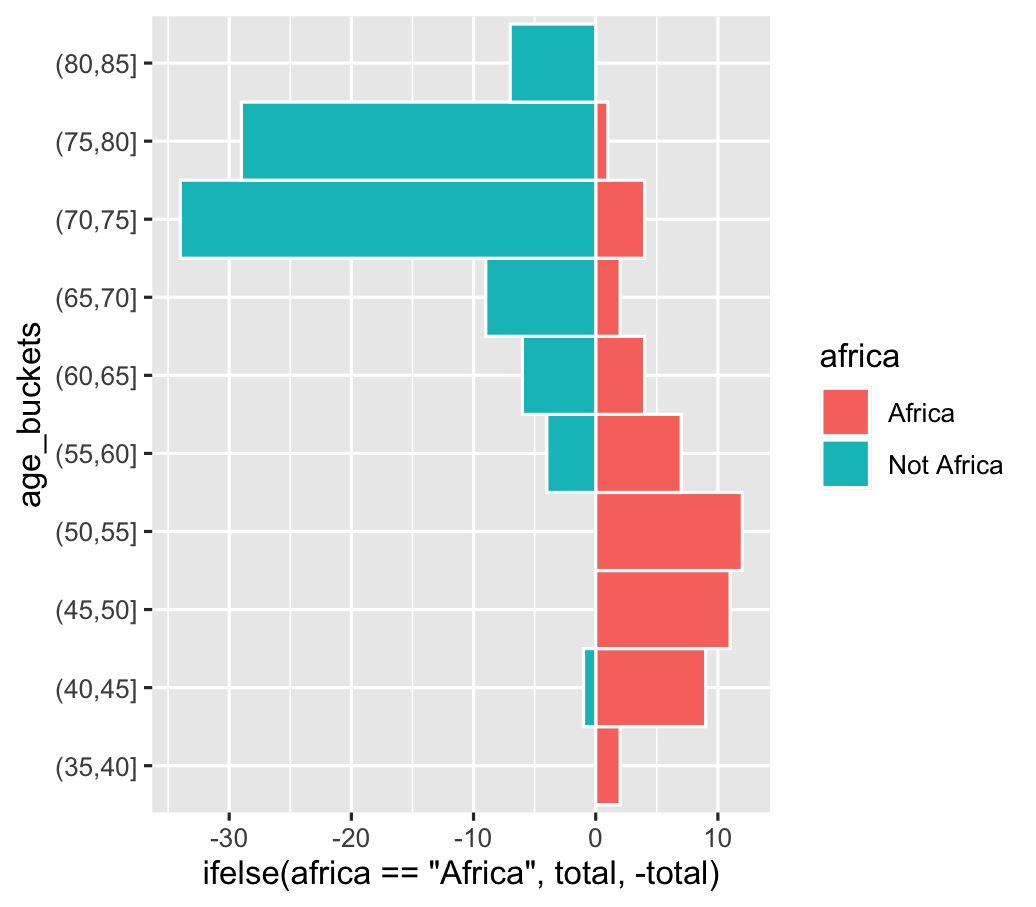 age_buckets
(80,85]
(75,80]
(70,75]
(65,70]
(60,65]
(55,60]
(50,55]
(45,50]
(40,45]
(35,40]
-30 -20 -10 0 10
ifelse(africa == "Africa", total, -total)
africa
Africa
Not Africa